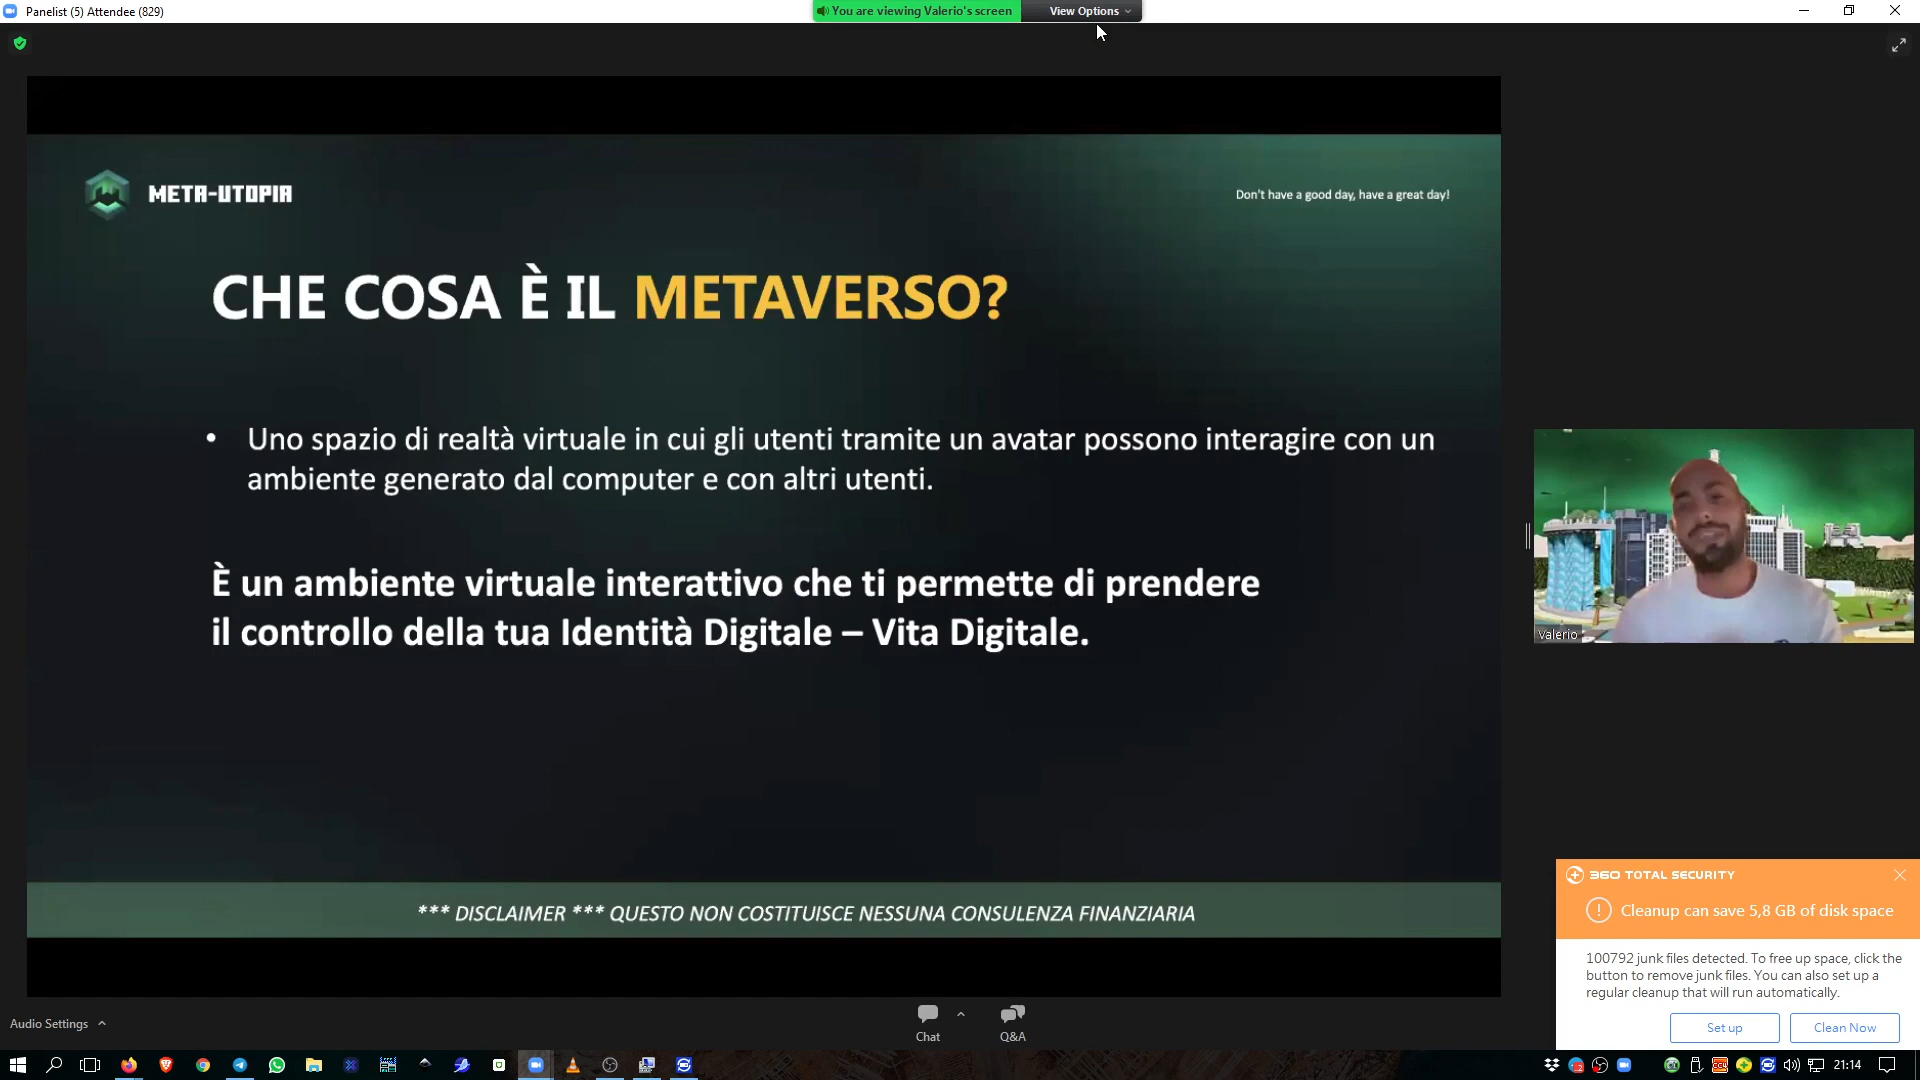 Panelist (5) Attendee (829)
You are viewing Valerio's screen
View Options
META-UTOPIA
Don't have a good day, have a great day!
CHE COSA È IL METAVERSO?
• Uno spazio di realtà virtuale in cui gli utenti tramite un avatar possono interagire con un
ambiente generato dal computer e con altri utenti.
È un ambiente virtuale interattivo che ti permette di prendere
il controllo della tua Identità Digitale – Vita Digitale.
*** DISCLAIMER *** QUESTO NON COSTITUISCE NESSUNA CONSULENZA FINANZIARIA
Valerio
360 TOTAL SECURITY
Cleanup can save 5,8 GB of disk space
100792 junk files detected. To free up space, click the
button to remove junk files. You can also set up a
regular cleanup that will run automatically.
Set up
Clean Now
Audio Settings
Chat
Q&A
21:14